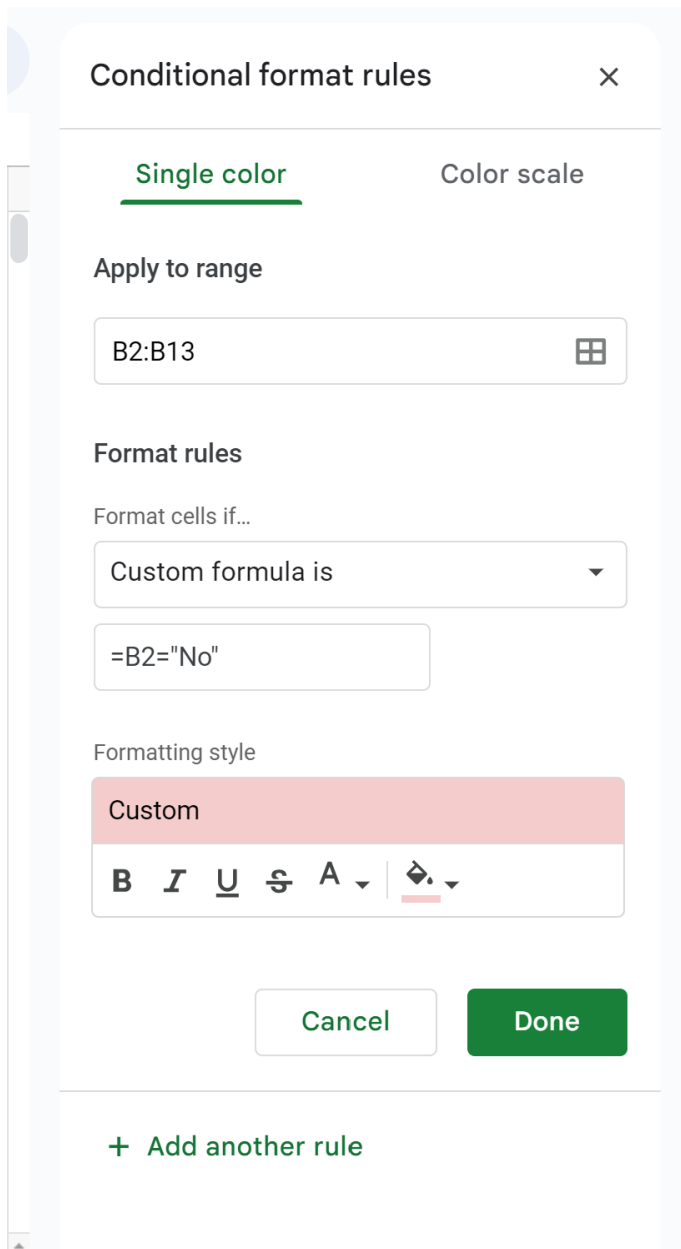 Conditional format rules
Single color
Color scale
Apply to range
B2:B13
Format rules
Format cells if…
Custom formula is
=B2="No"
Formatting style
Custom
B I U S A
Cancel
Done
+ Add another rule